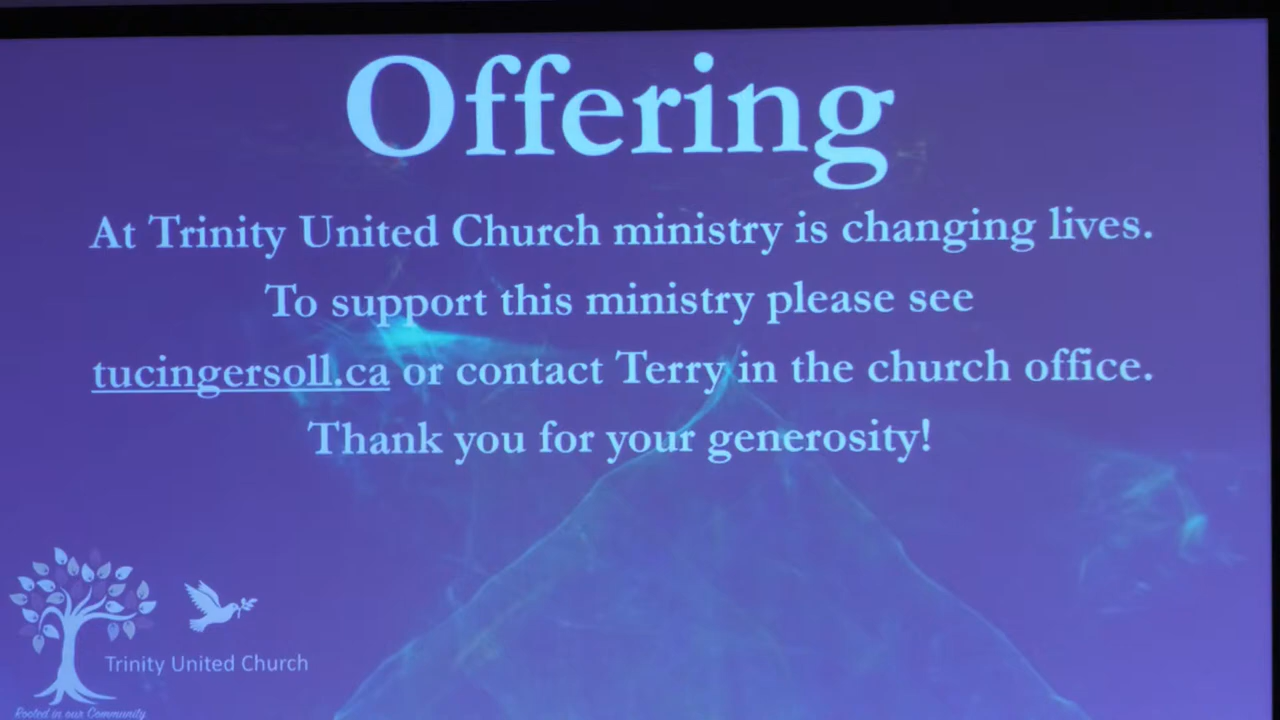 Offering
At Trinity United Church ministry is changing lives.
To support this ministry please see
tucingersoll.ca or contact Terry in the church office.
Thank you for your generosity!
Trinity United Church
Rooted in our Community